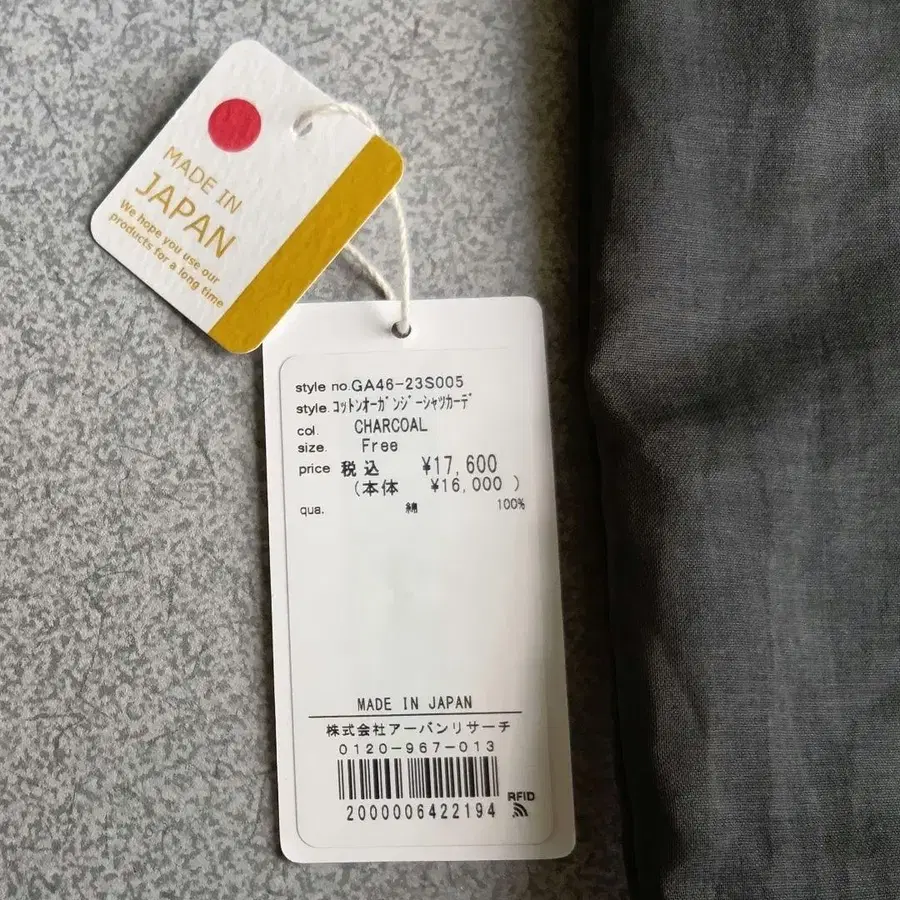 MADE IN
JAPAN
We hope you use our
products for a long time
style no.GA46-23S005
style.ｺｯﾄﾝｵｰｶﾞﾝｼﾞｰｼｬﾂｶｰﾃﾞ
col. CHARCOAL
size. Free
price 税込 ¥17,600
(本体 ¥16,000 )
qua. 綿 100%
MADE IN JAPAN
株式会社アーバンリサーチ
0120-967-013
RFID
2000006422194